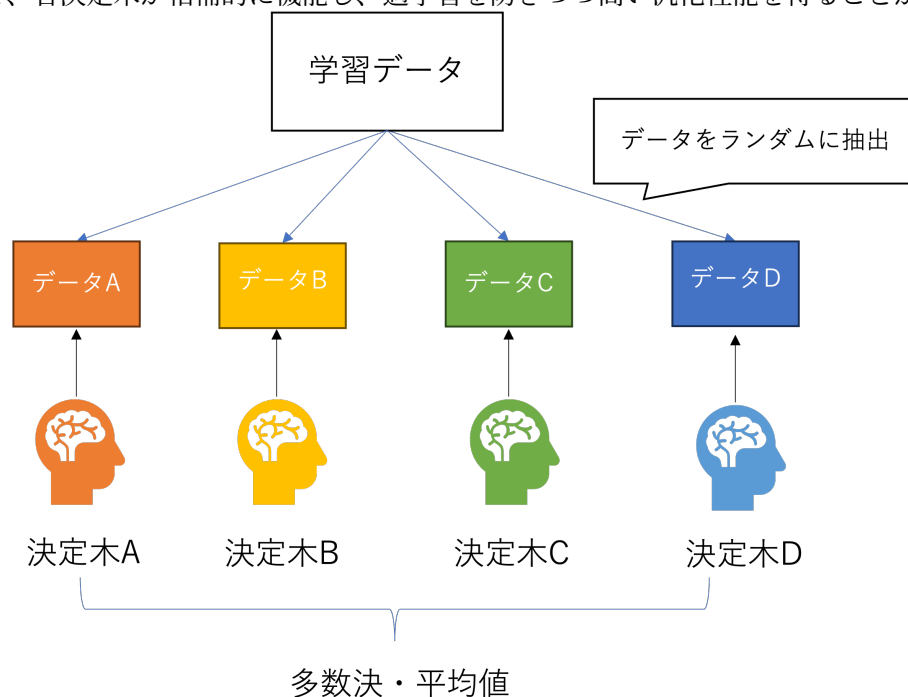 学習データ
データをランダムに抽出
データA
データB
データC
データD
決定木A
決定木B
決定木C
決定木D
多数決・平均値